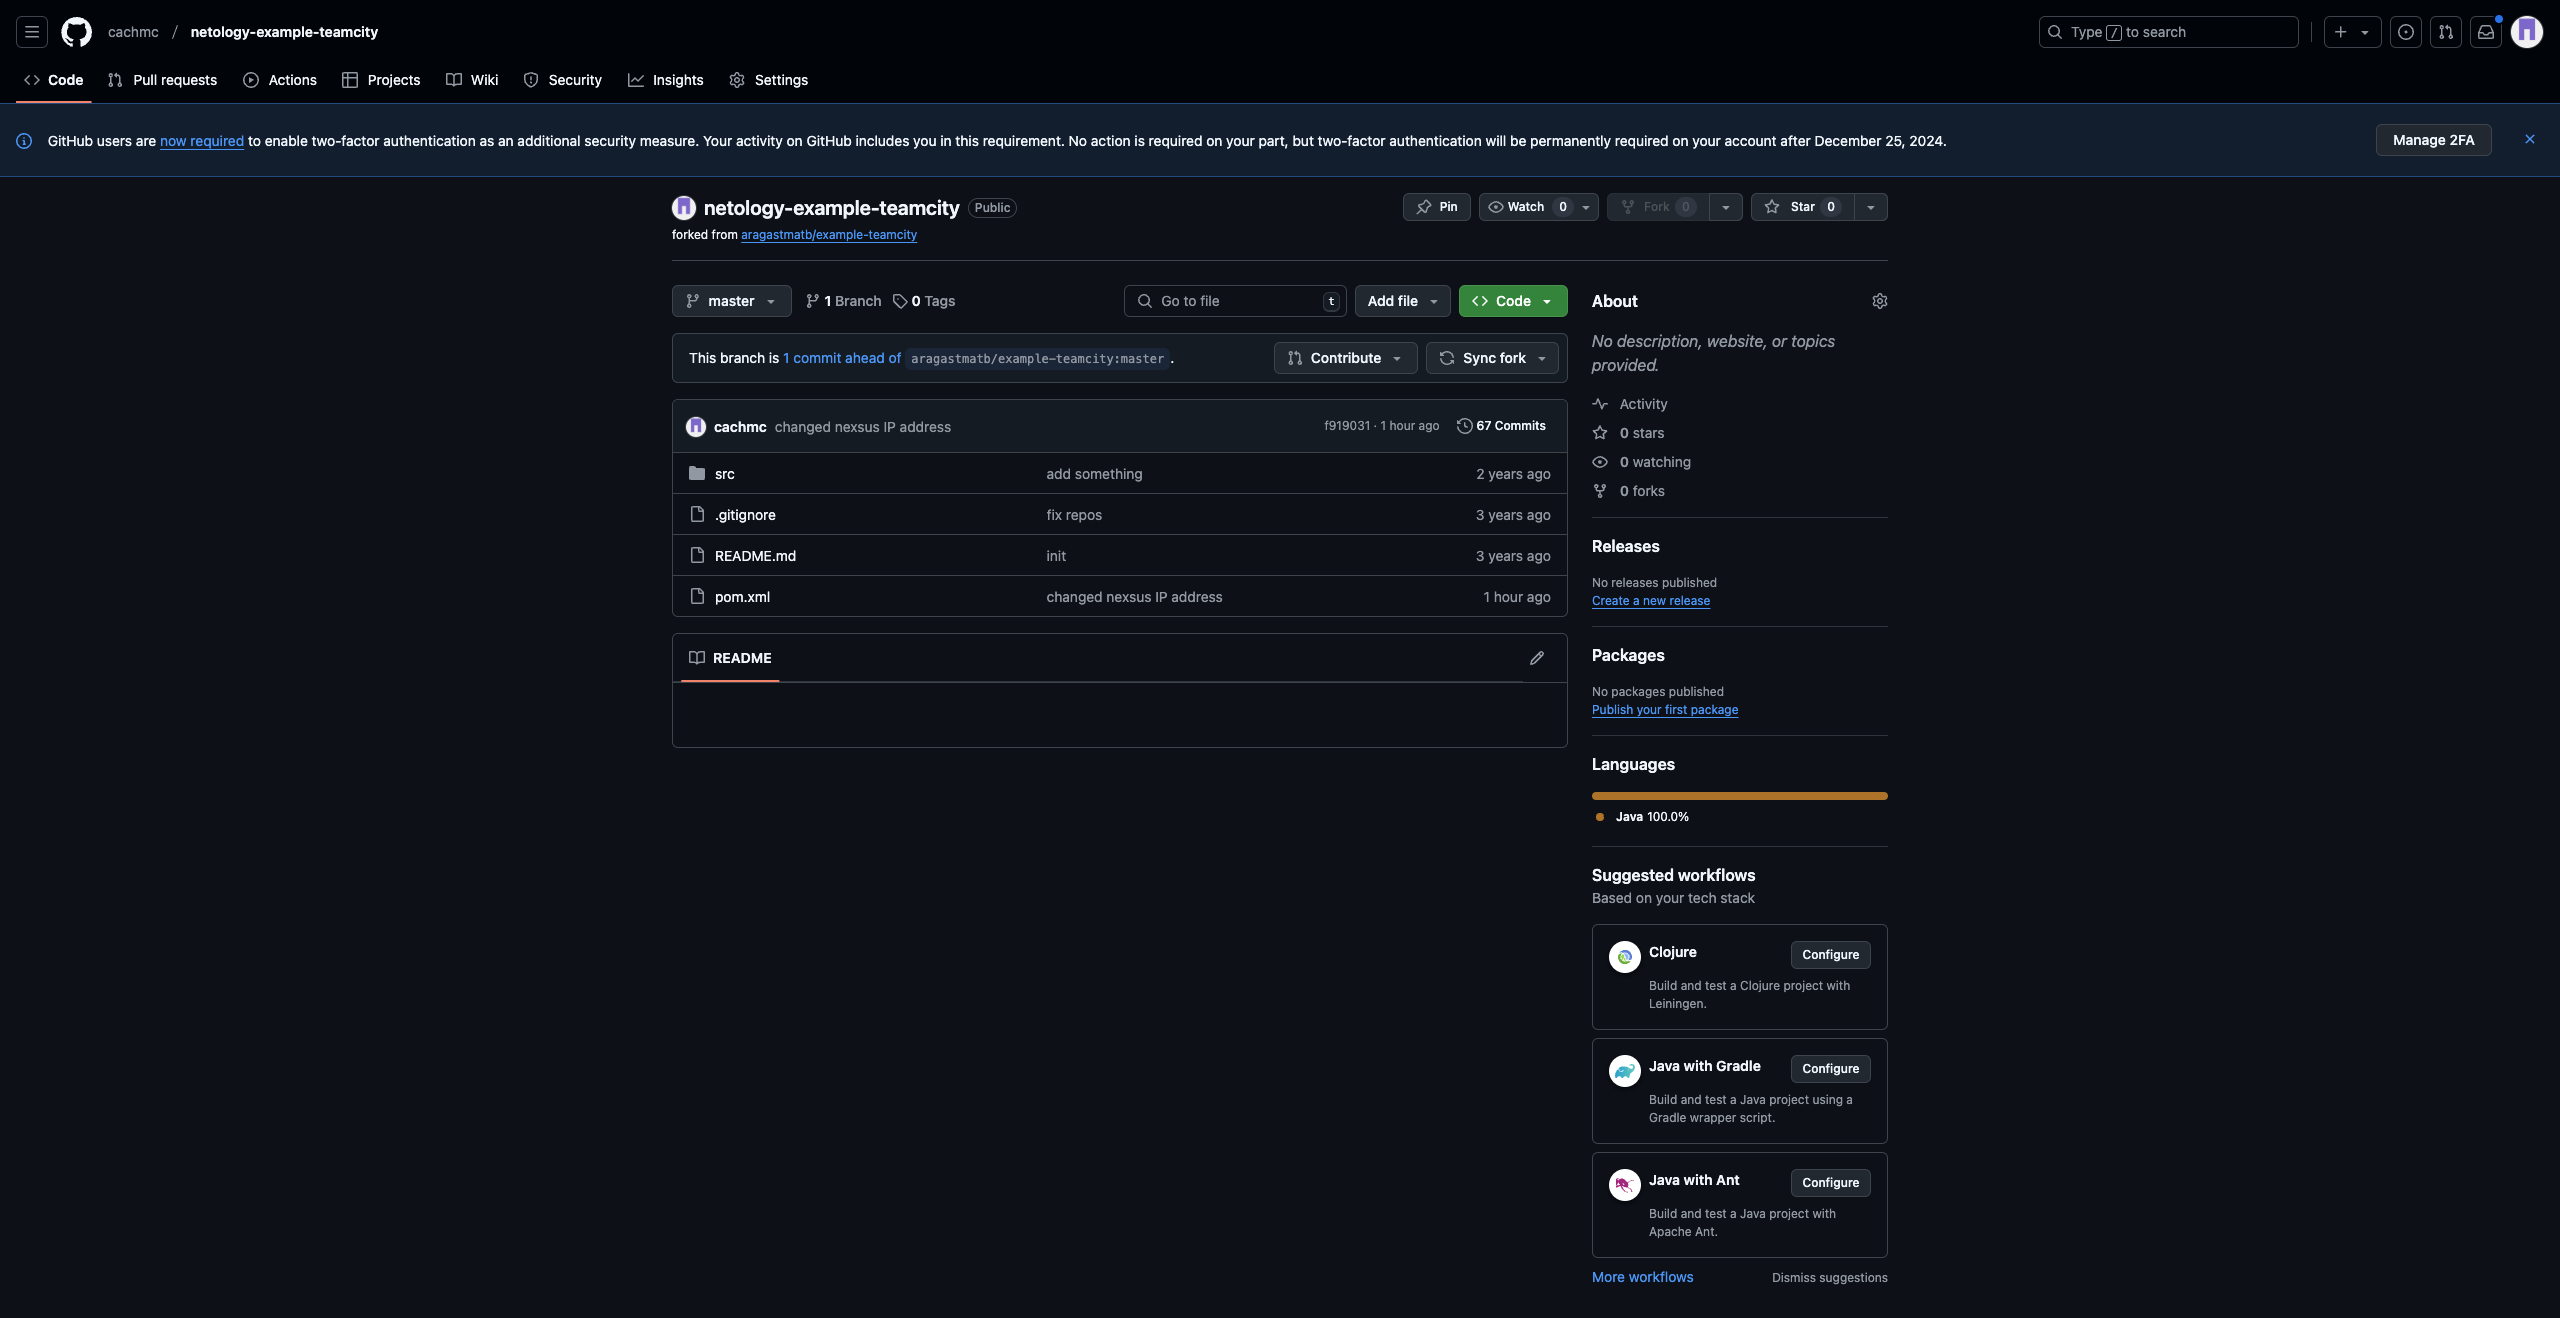 cachmc / netology-example-teamcity
Type / to search
Code Pull requests Actions Projects Wiki Security Insights Settings
GitHub users are now required to enable two-factor authentication as an additional security measure. Your activity on GitHub includes you in this requirement. No action is required on your part, but two-factor authentication will be permanently required on your account after December 25, 2024.
Manage 2FA
netology-example-teamcity Public
Pin Watch 0 Fork 0 Star 0
forked from aragastmatb/example-teamcity
master 1 Branch 0 Tags
Go to file t Add file Code
This branch is 1 commit ahead of aragastmatb/example-teamcity:master.
Contribute Sync fork
cachmc changed nexsus IP address f919031 · 1 hour ago 67 Commits
src add something 2 years ago
.gitignore fix repos 3 years ago
README.md init 3 years ago
pom.xml changed nexsus IP address 1 hour ago
README
About
No description, website, or topics
provided.
Activity
0 stars
0 watching
0 forks
Releases
No releases published
Create a new release
Packages
No packages published
Publish your first package
Languages
Java 100.0%
Suggested workflows
Based on your tech stack
Clojure Configure
Build and test a Clojure project with
Leiningen.
Java with Gradle Configure
Build and test a Java project using a
Gradle wrapper script.
Java with Ant Configure
Build and test a Java project with
Apache Ant.
More workflows Dismiss suggestions